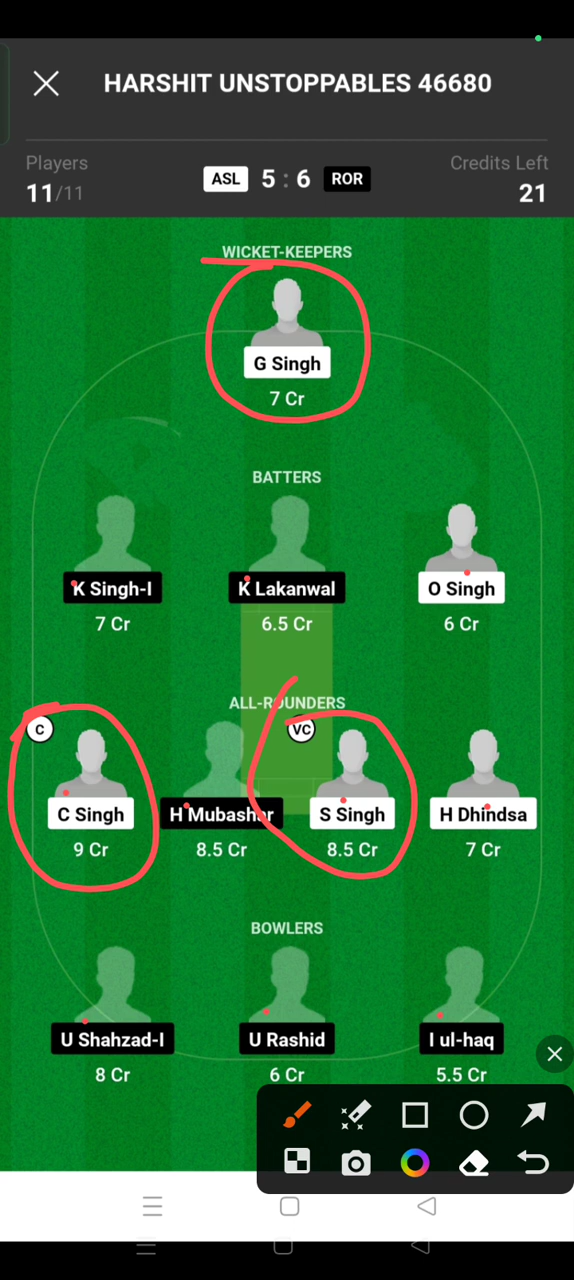 HARSHIT UNSTOPPABLES 46680
Players
11/11
ASL 5 : 6 ROR
Credits Left
21
WICKET-KEEPERS
G Singh
7 Cr
BATTERS
K Singh-I K Lakanwal O Singh
7 Cr 6.5 Cr 6 Cr
ALL-ROUNDERS
C VC
C Singh H Mubashar S Singh H Dhindsa
9 Cr 8.5 Cr 8.5 Cr 7 Cr
BOWLERS
U Shahzad-I U Rashid I ul-haq
8 Cr 6 Cr 5.5 Cr